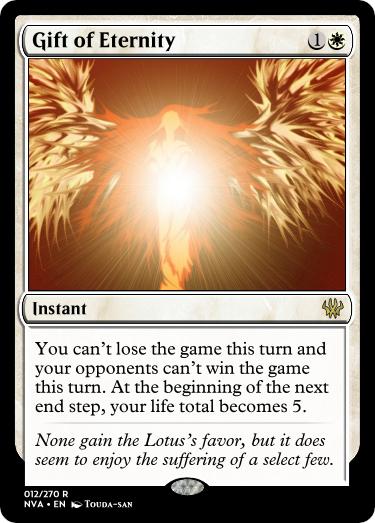 Gift of Eternity
1
Instant
You can't lose the game this turn and
your opponents can't win the game
this turn. At the beginning of the next
end step, your life total becomes 5.
None gain the Lotus's favor, but it does
seem to enjoy the suffering of a select few.
012/270 R
NVA • EN Touda-san